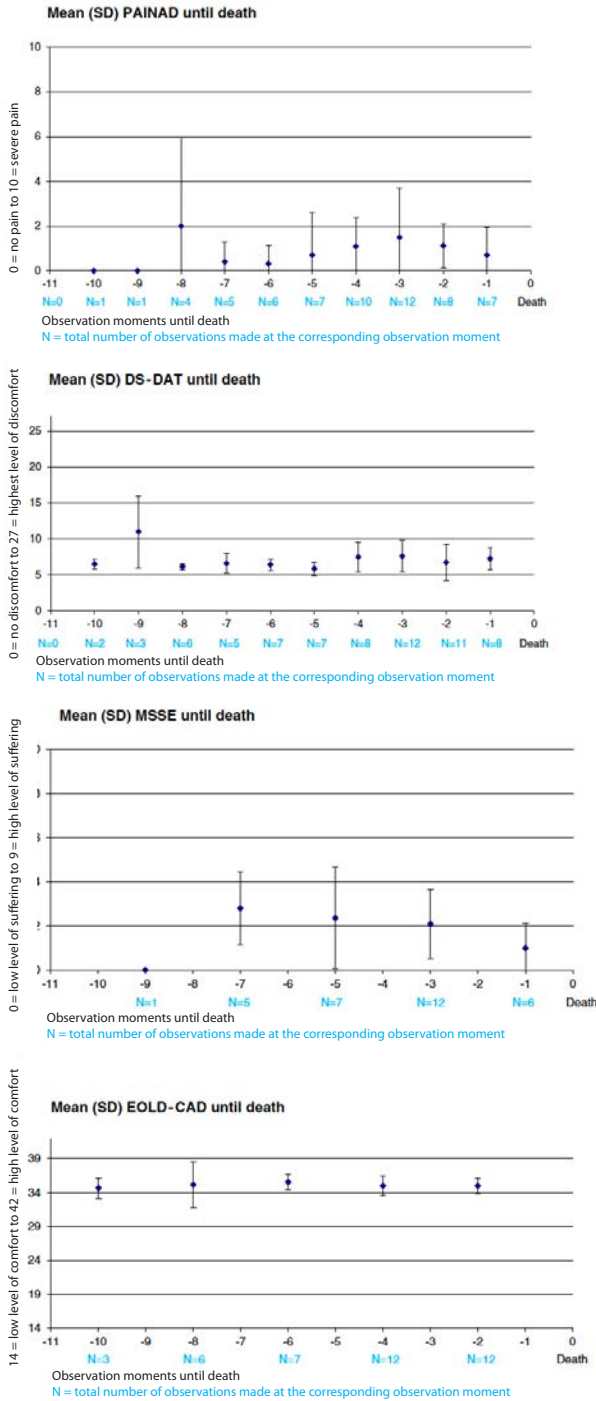 Mean (SD) PAINAD until death
0 = no pain to 10 = severe pain
10
8
6
4
2
0
-11 -10 -9 -8 -7 -6 -5 -4 -3 -2 -1 0
N=0 N=1 N=1 N=4 N=5 N=6 N=7 N=10 N=12 N=8 N=7 Death
Observation moments until death
N = total number of observations made at the corresponding observation moment
Mean (SD) DS-DAT until death
0 = no discomfort to 27 = highest level of discomfort
25
20
15
10
5
0
-11 -10 -9 -8 -7 -6 -5 -4 -3 -2 -1 0
N=0 N=2 N=3 N=6 N=5 N=7 N=7 N=8 N=12 N=11 N=8 Death
Observation moments until death
N = total number of observations made at the corresponding observation moment
Mean (SD) MSSE until death
0 = low level of suffering to 9 = high level of suffering
-11 -10 -9 -8 -7 -6 -5 -4 -3 -2 -1 0
N=1 N=5 N=7 N=12 N=6 Death
Observation moments until death
N = total number of observations made at the corresponding observation moment
Mean (SD) EOLD-CAD until death
14 = low level of comfort to 42 = high level of comfort
39
34
29
24
19
14
-11 -10 -9 -8 -7 -6 -5 -4 -3 -2 -1 0
N=3 N=6 N=7 N=12 N=12 Death
Observation moments until death
N = total number of observations made at the corresponding observation moment